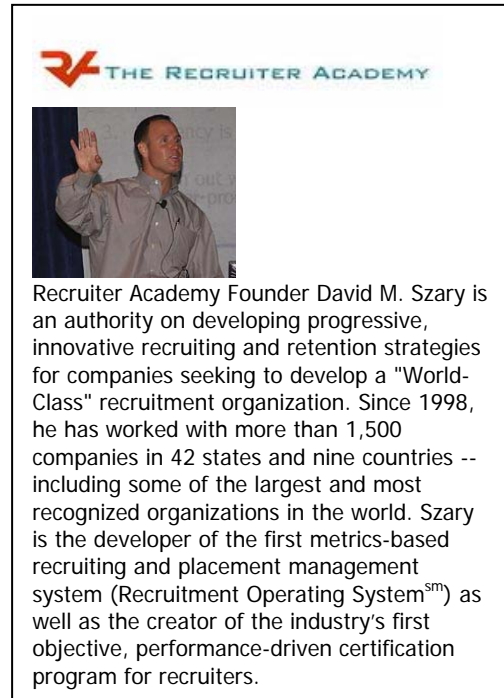 THE RECRUITER ACADEMY
3.
is
out
Recruiter Academy Founder David M. Szary is
an authority on developing progressive,
innovative recruiting and retention strategies
for companies seeking to develop a "World-
Class" recruitment organization. Since 1998,
he has worked with more than 1,500
companies in 42 states and nine countries --
including some of the largest and most
recognized organizations in the world. Szary
is the developer of the first metrics-based
recruiting and placement management
system (Recruitment Operating Systemsm) as
well as the creator of the industry's first
objective, performance-driven certification
program for recruiters.